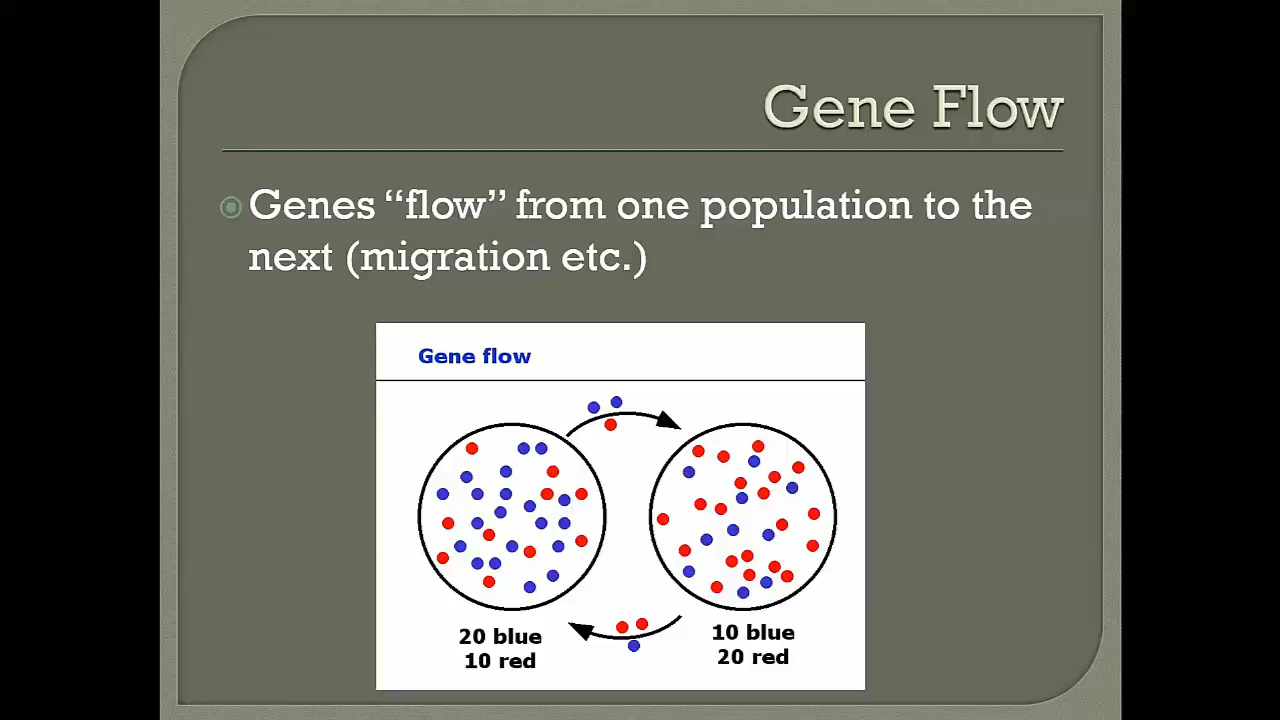 Gene Flow
Genes “flow” from one population to the
next (migration etc.)
Gene flow
20 blue
10 red
10 blue
20 red